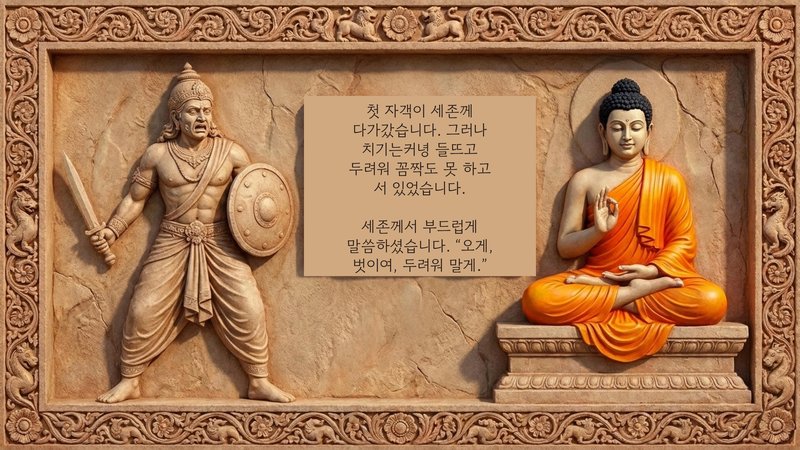 첫 자객이 세존께
다가갔습니다. 그러나
치기는커녕 들뜨고
두려워 꼼짝도 못 하고
서 있었습니다.
세존께서 부드럽게
말씀하셨습니다. “오게,
벗이여, 두려워 말게.”